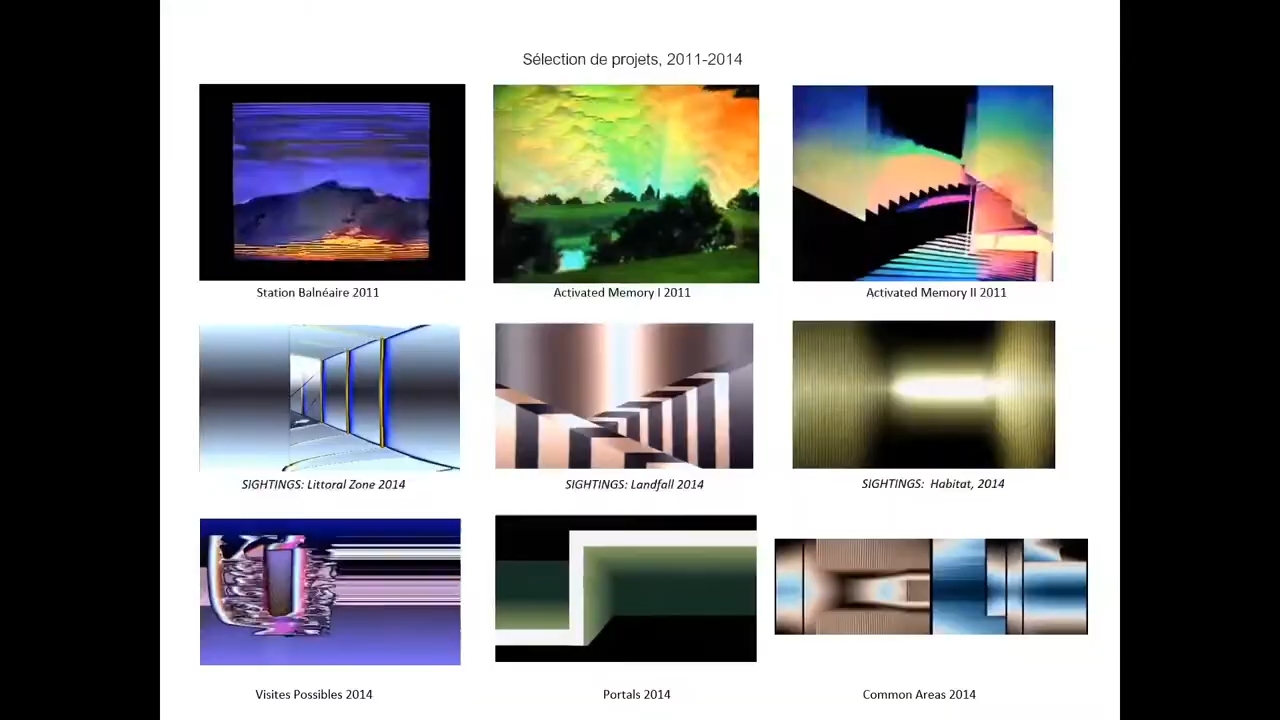 Sélection de projets, 2011-2014
Station Balnéaire 2011
Activated Memory I 2011
Activated Memory II 2011
SIGHTINGS: Littoral Zone 2014
SIGHTINGS: Landfall 2014
SIGHTINGS:  Habitat, 2014
Visites Possibles 2014
Portals 2014
Common Areas 2014